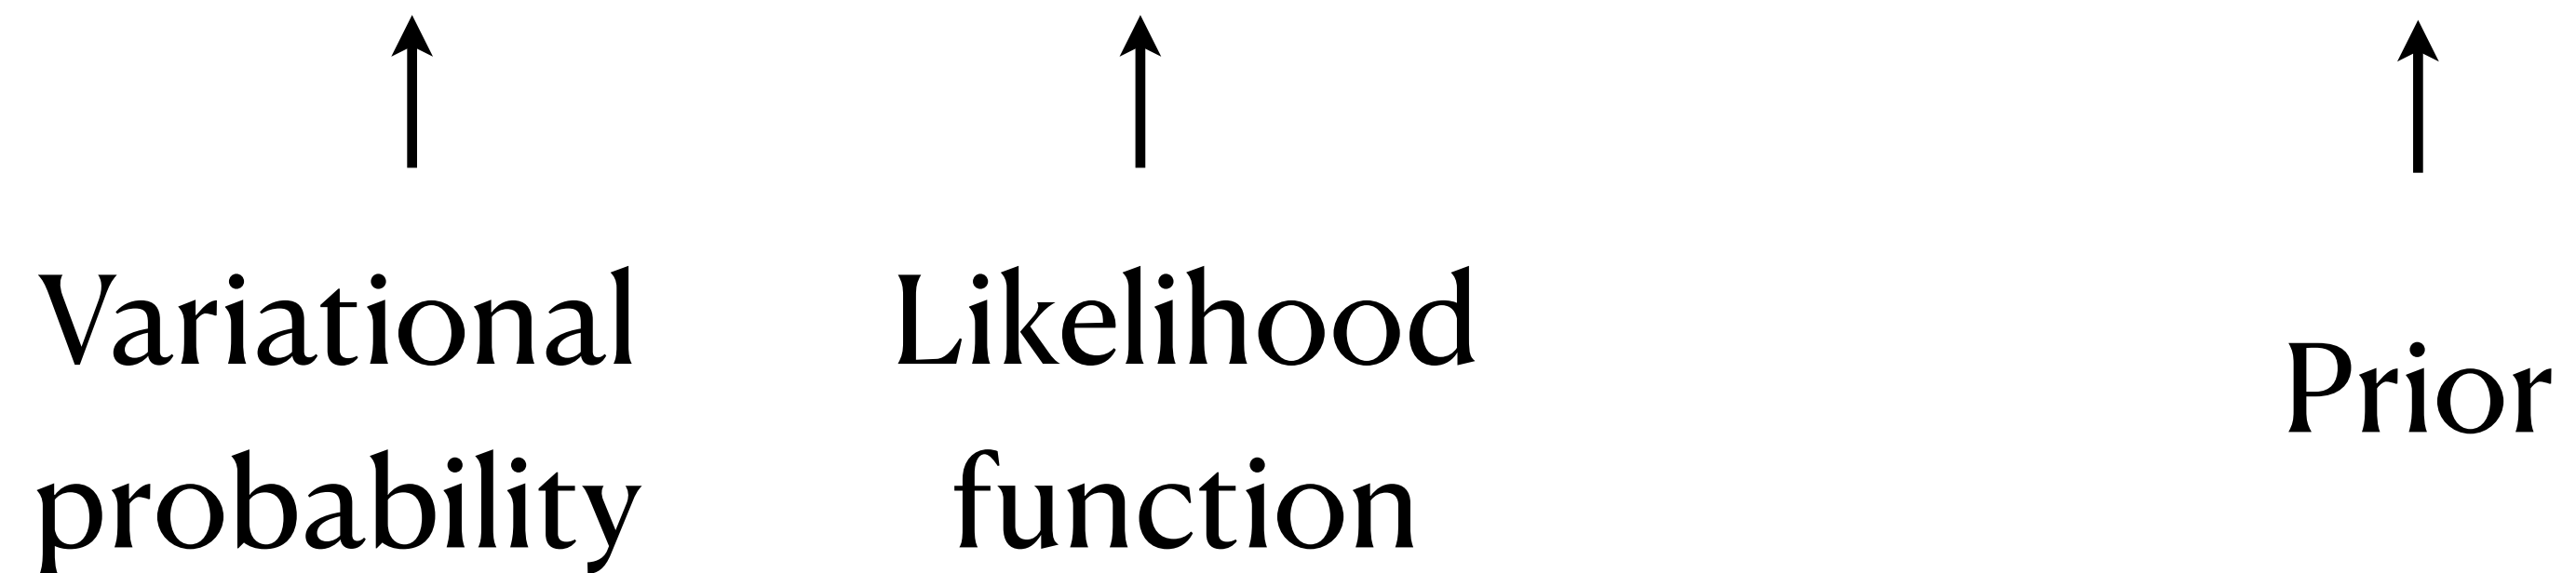 Variational
probability
Likelihood
function
Prior